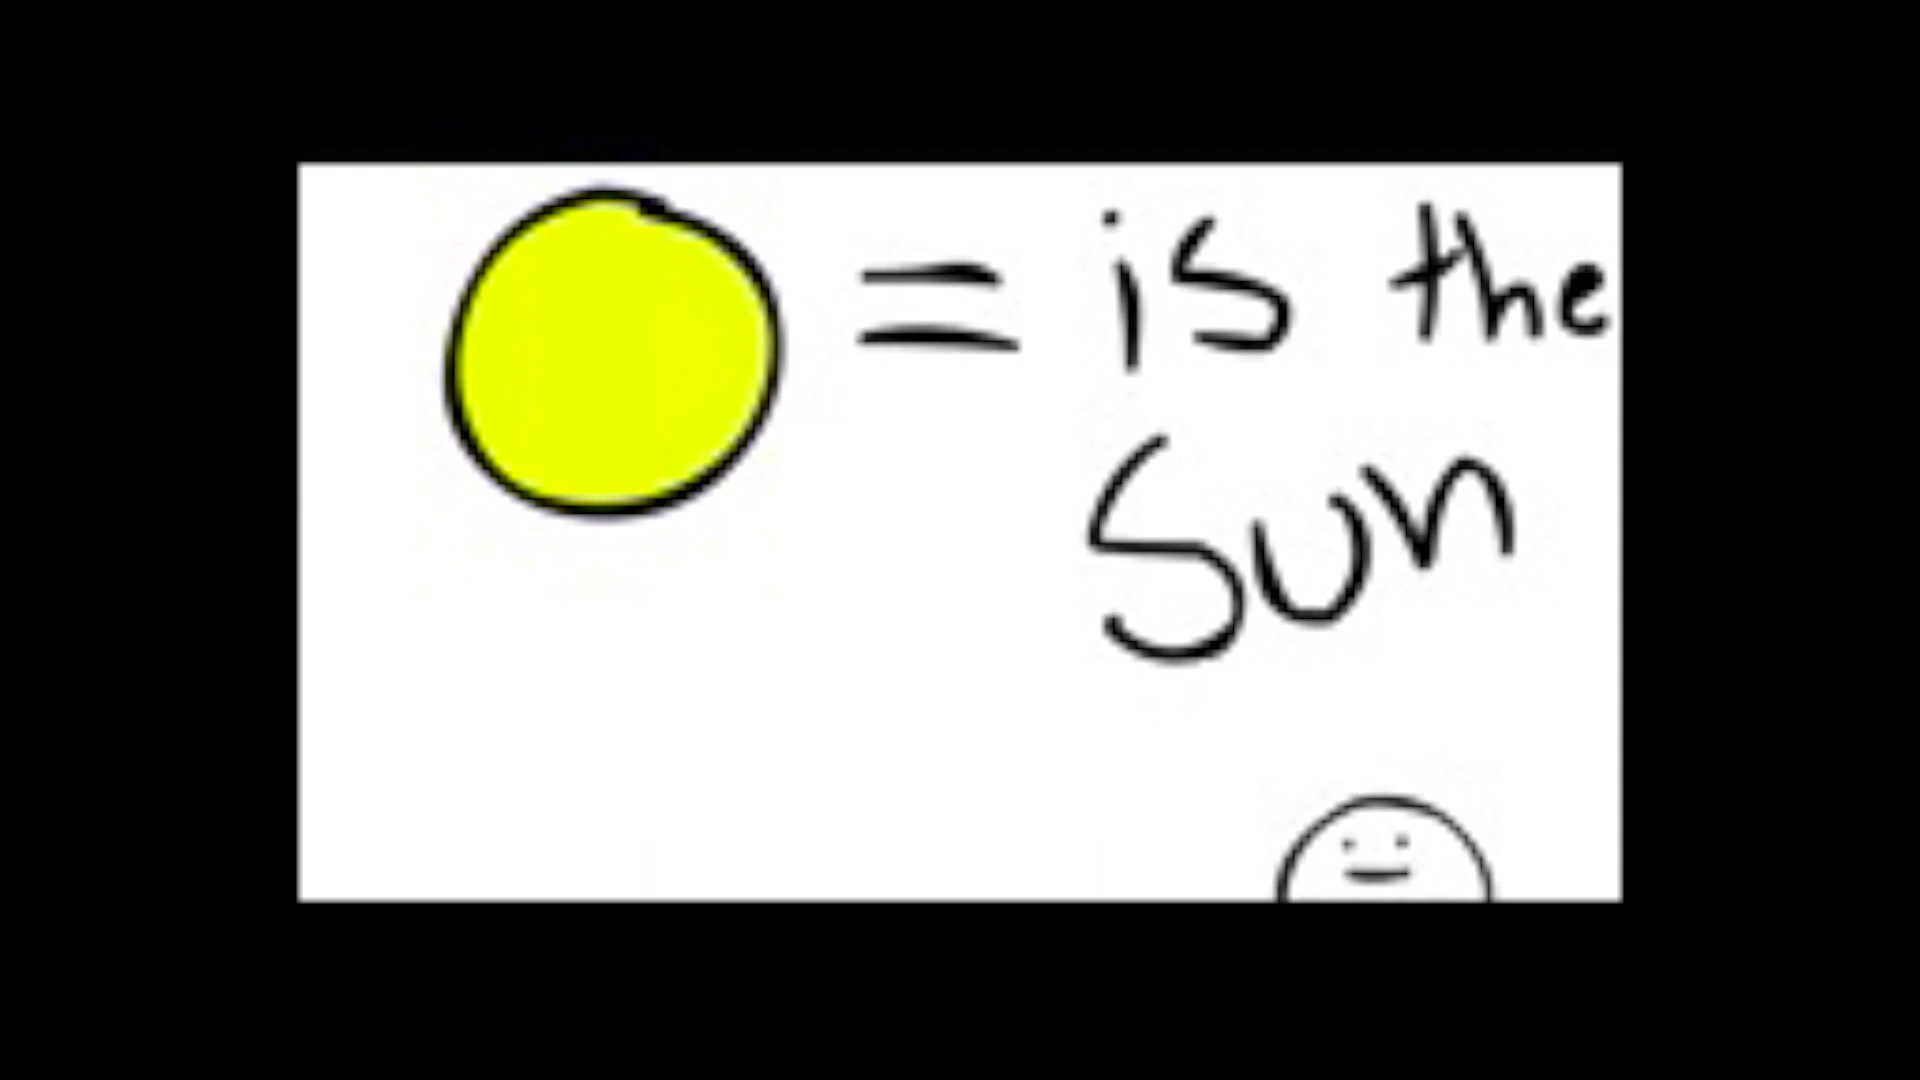 = is the
Sun